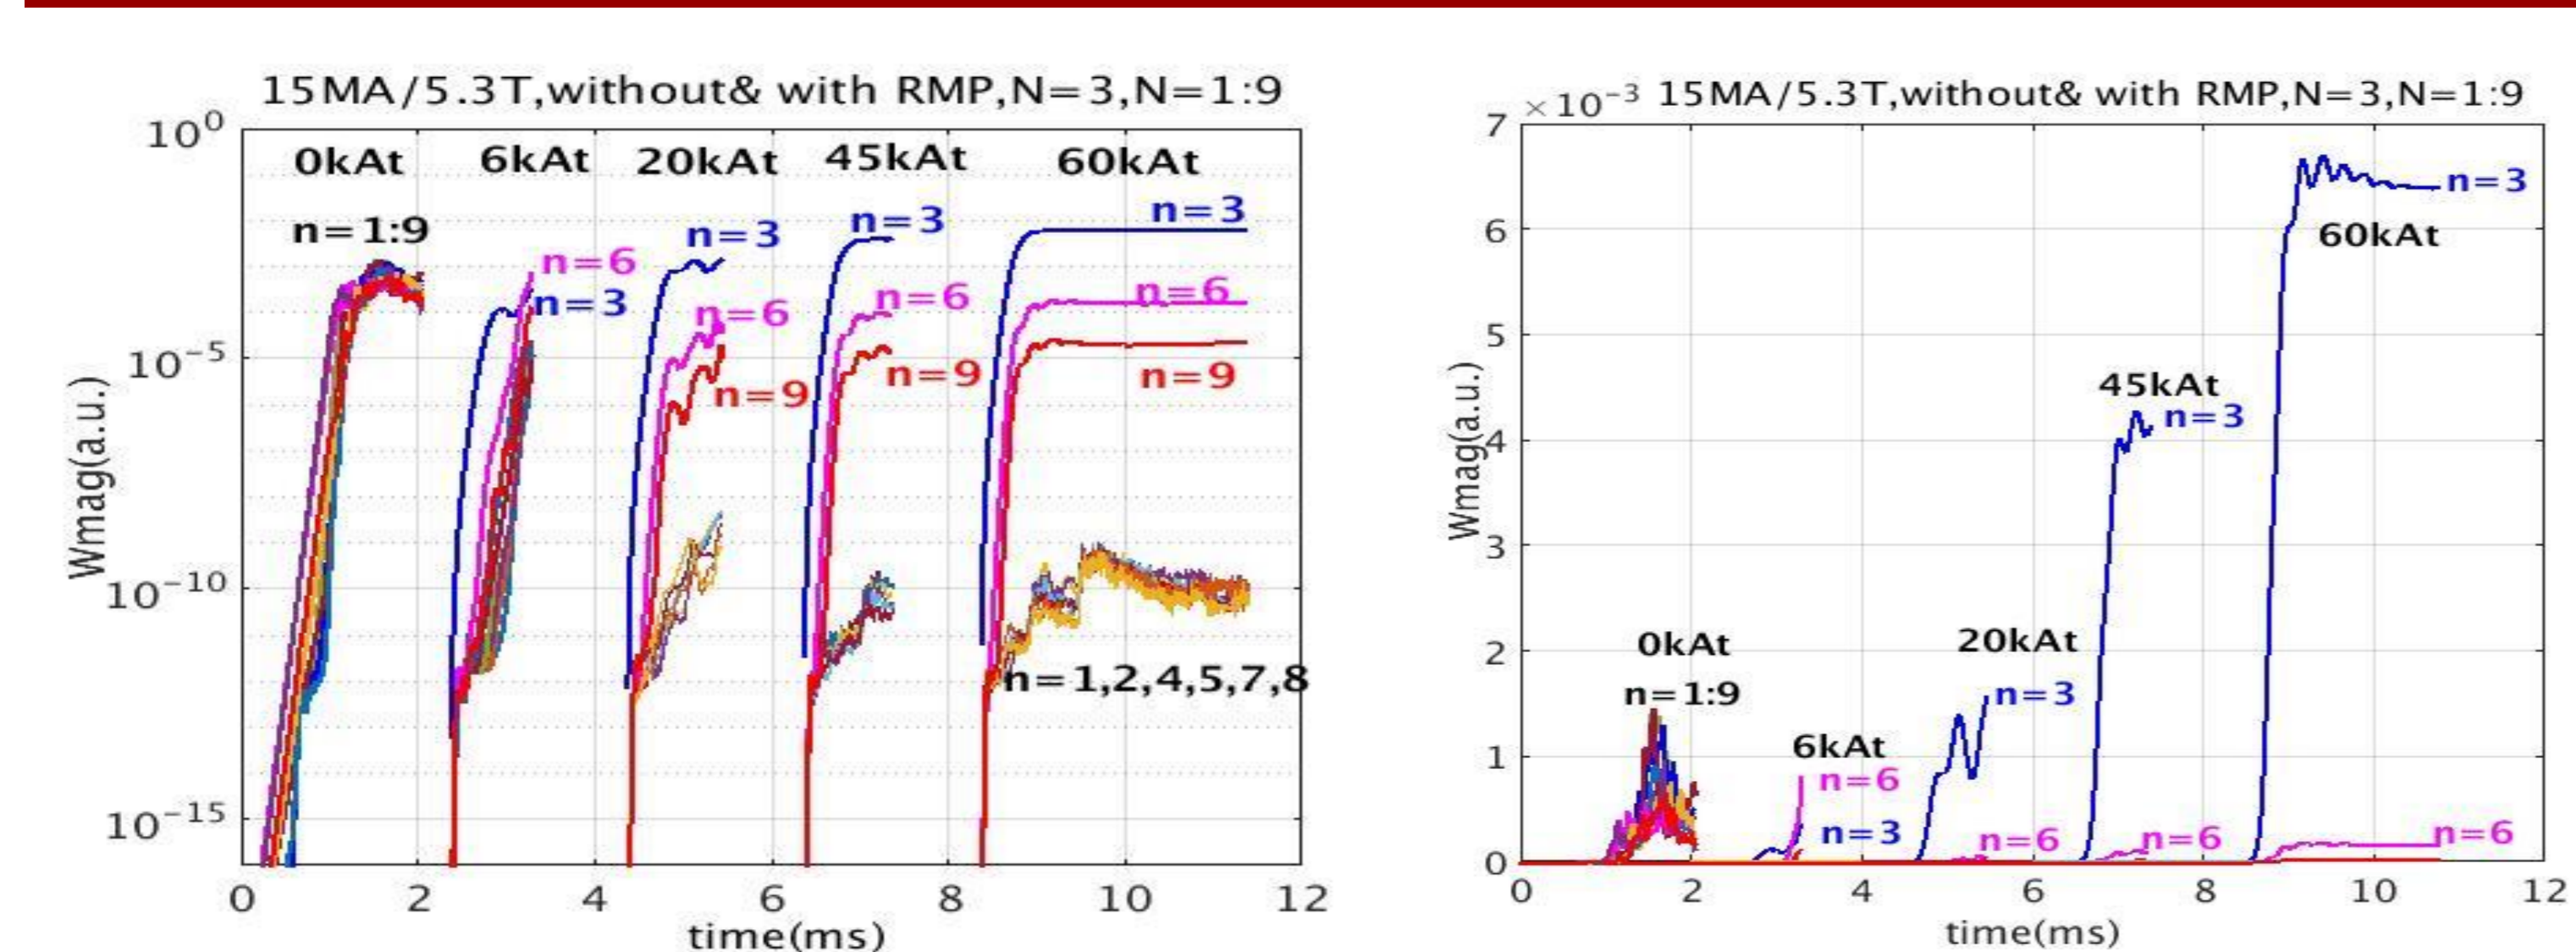 15MA/5.3T,without& with RMP,N=3,N=1:9
10⁰
10⁻⁵
10⁻¹⁰
10⁻¹⁵
Wmag(a.u.)
0kAt 6kAt 20kAt 45kAt 60kAt
n=1:9
n=6
n=3
n=3
n=6
n=9
n=3
n=6
n=9
n=3
n=6
n=9
n=1,2,4,5,7,8
0 2 4 6 8 10 12
time(ms)
×10⁻³ 15MA/5.3T,without& with RMP,N=3,N=1:9
7
6
5
4
3
2
1
0
Wmag(a.u.)
0kAt
n=1:9
6kAt
n=6
n=3
20kAt
n=3
n=6
45kAt
n=3
n=6
n=3
60kAt
n=6
0 2 4 6 8 10 12
time(ms)